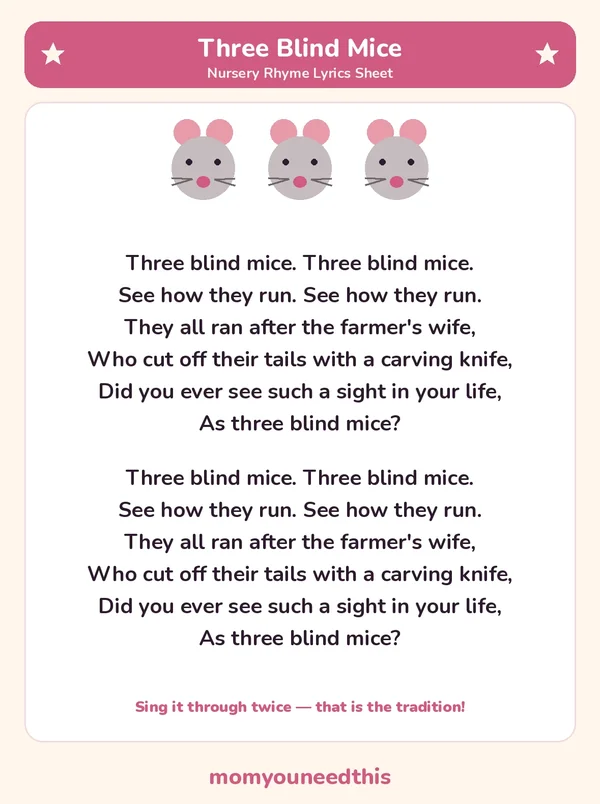 Three Blind Mice
Nursery Rhyme Lyrics Sheet
Three blind mice. Three blind mice.
See how they run. See how they run.
They all ran after the farmer's wife,
Who cut off their tails with a carving knife,
Did you ever see such a sight in your life,
As three blind mice?
Three blind mice. Three blind mice.
See how they run. See how they run.
They all ran after the farmer's wife,
Who cut off their tails with a carving knife,
Did you ever see such a sight in your life,
As three blind mice?
Sing it through twice — that is the tradition!
momyouneedthis